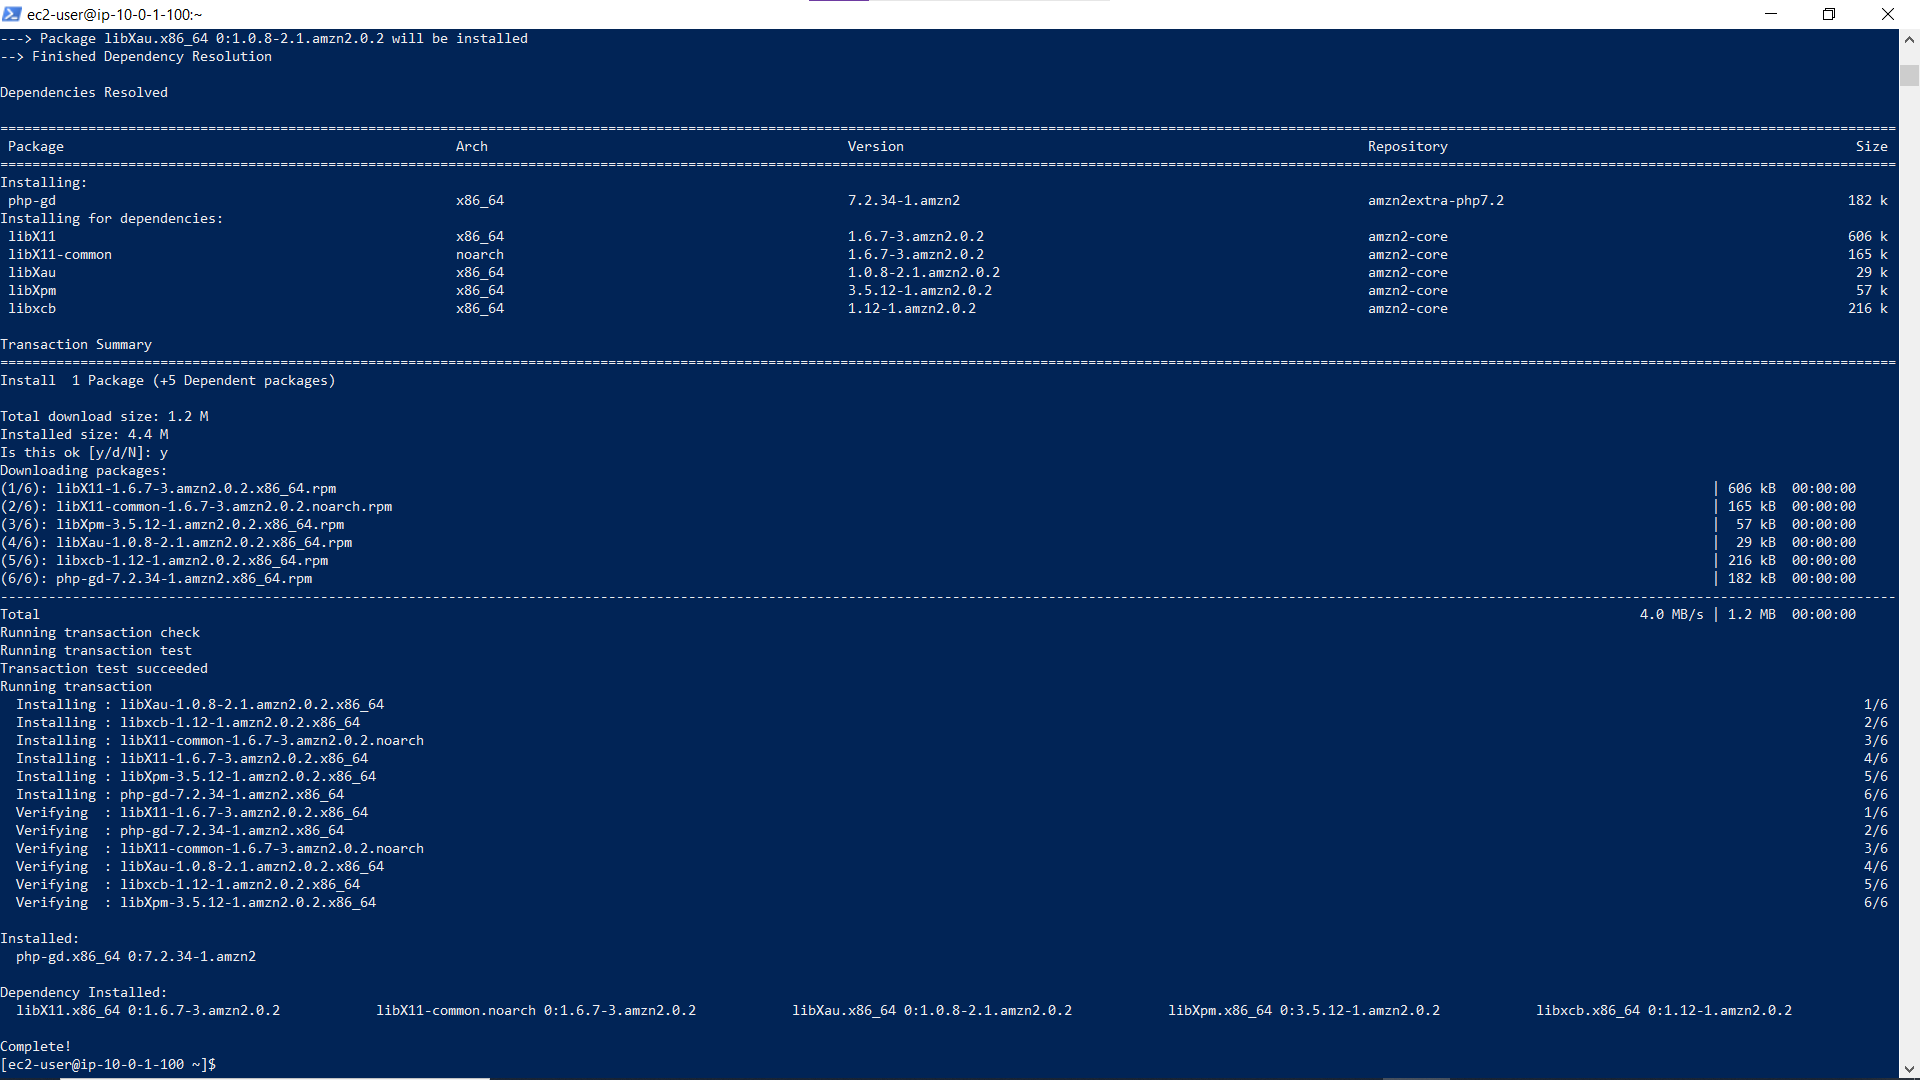 ec2-user@ip-10-0-1-100:~
---> Package libXau.x86_64 0:1.0.8-2.1.amzn2.0.2 will be installed
--> Finished Dependency Resolution
Dependencies Resolved
Package Arch Version Repository Size
Installing:
php-gd x86_64 7.2.34-1.amzn2 amzn2extra-php7.2 182 k
Installing for dependencies:
libX11 x86_64 1.6.7-3.amzn2.0.2 amzn2-core 606 k
libX11-common noarch 1.6.7-3.amzn2.0.2 amzn2-core 165 k
libXau x86_64 1.0.8-2.1.amzn2.0.2 amzn2-core 29 k
libXpm x86_64 3.5.12-1.amzn2.0.2 amzn2-core 57 k
libxcb x86_64 1.12-1.amzn2.0.2 amzn2-core 216 k
Transaction Summary
Install  1 Package (+5 Dependent packages)
Total download size: 1.2 M
Installed size: 4.4 M
Is this ok [y/d/N]: y
Downloading packages:
(1/6): libX11-1.6.7-3.amzn2.0.2.x86_64.rpm | 606 kB  00:00:00
(2/6): libX11-common-1.6.7-3.amzn2.0.2.noarch.rpm | 165 kB  00:00:00
(3/6): libXpm-3.5.12-1.amzn2.0.2.x86_64.rpm | 57 kB  00:00:00
(4/6): libXau-1.0.8-2.1.amzn2.0.2.x86_64.rpm | 29 kB  00:00:00
(5/6): libxcb-1.12-1.amzn2.0.2.x86_64.rpm | 216 kB  00:00:00
(6/6): php-gd-7.2.34-1.amzn2.x86_64.rpm | 182 kB  00:00:00
Total 4.0 MB/s | 1.2 MB  00:00:00
Running transaction check
Running transaction test
Transaction test succeeded
Running transaction
Installing : libXau-1.0.8-2.1.amzn2.0.2.x86_64 1/6
Installing : libxcb-1.12-1.amzn2.0.2.x86_64 2/6
Installing : libX11-common-1.6.7-3.amzn2.0.2.noarch 3/6
Installing : libX11-1.6.7-3.amzn2.0.2.x86_64 4/6
Installing : libXpm-3.5.12-1.amzn2.0.2.x86_64 5/6
Installing : php-gd-7.2.34-1.amzn2.x86_64 6/6
Verifying  : libX11-1.6.7-3.amzn2.0.2.x86_64 1/6
Verifying  : php-gd-7.2.34-1.amzn2.x86_64 2/6
Verifying  : libX11-common-1.6.7-3.amzn2.0.2.noarch 3/6
Verifying  : libXau-1.0.8-2.1.amzn2.0.2.x86_64 4/6
Verifying  : libxcb-1.12-1.amzn2.0.2.x86_64 5/6
Verifying  : libXpm-3.5.12-1.amzn2.0.2.x86_64 6/6
Installed:
php-gd.x86_64 0:7.2.34-1.amzn2
Dependency Installed:
libX11.x86_64 0:1.6.7-3.amzn2.0.2 libX11-common.noarch 0:1.6.7-3.amzn2.0.2 libXau.x86_64 0:1.0.8-2.1.amzn2.0.2 libXpm.x86_64 0:3.5.12-1.amzn2.0.2 libxcb.x86_64 0:1.12-1.amzn2.0.2
Complete!
[ec2-user@ip-10-0-1-100 ~]$